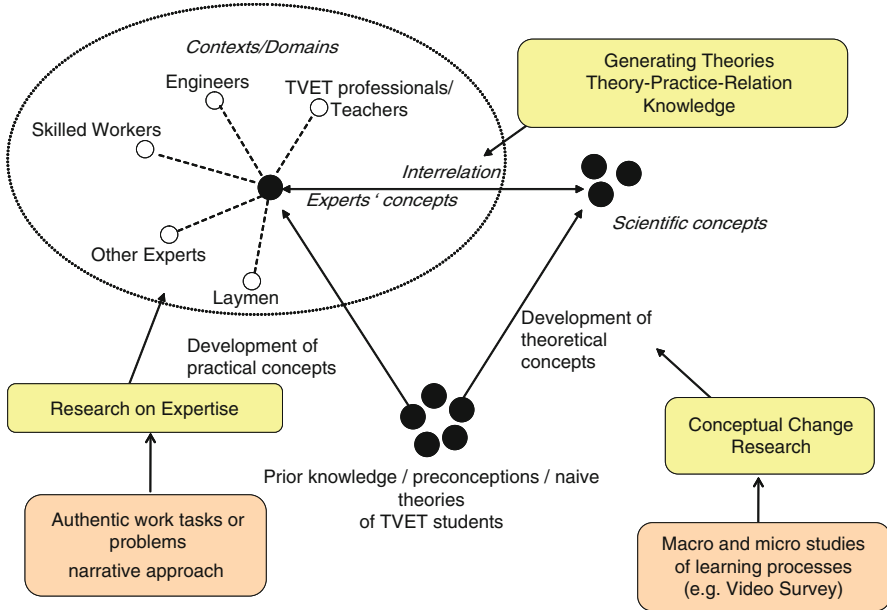 Contexts/Domains
Engineers
TVET professionals/
Teachers
Skilled Workers
Other Experts
Laymen
Generating Theories
Theory-Practice-Relation
Knowledge
Interrelation
Experts ‘ concepts
Scientific concepts
Development of
practical concepts
Development of
theoretical
concepts
Research on Expertise
Conceptual Change
Research
Prior knowledge / preconceptions / naive
theories
of TVET students
Authentic work tasks or
problems
narrative approach
Macro and micro studies
of learning processes
(e.g. Video Survey)